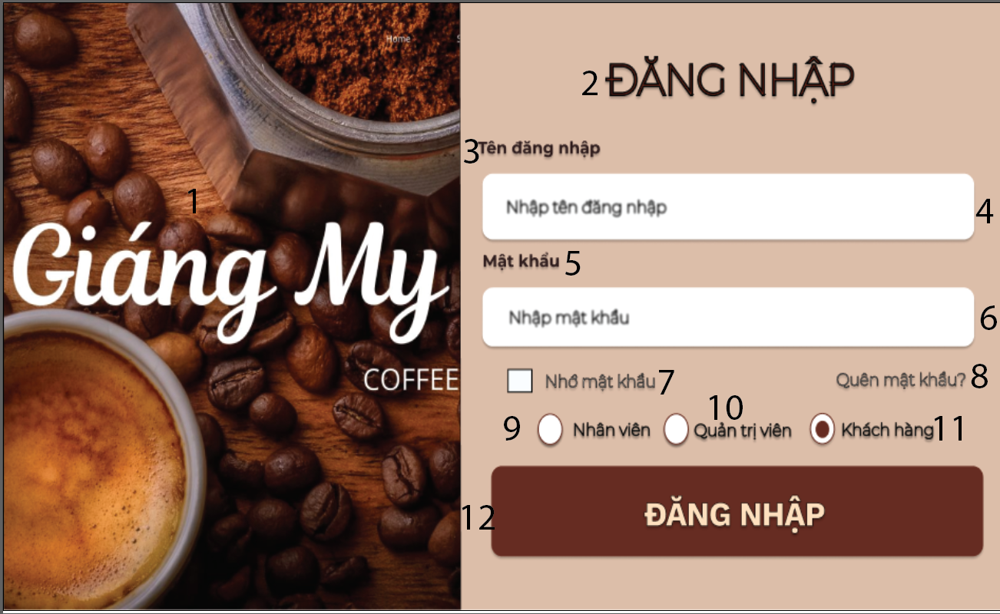 Home
S
1
Giáng My
COFFEE
2 ĐĂNG NHẬP
3 Tên đăng nhập
Nhập tên đăng nhập 4
Mật khẩu 5
Nhập mật khẩu 6
Nhớ mật khẩu 7 Quên mật khẩu? 8
10
9 Nhân viên Quản trị viên Khách hàng 11
12 ĐĂNG NHẬP